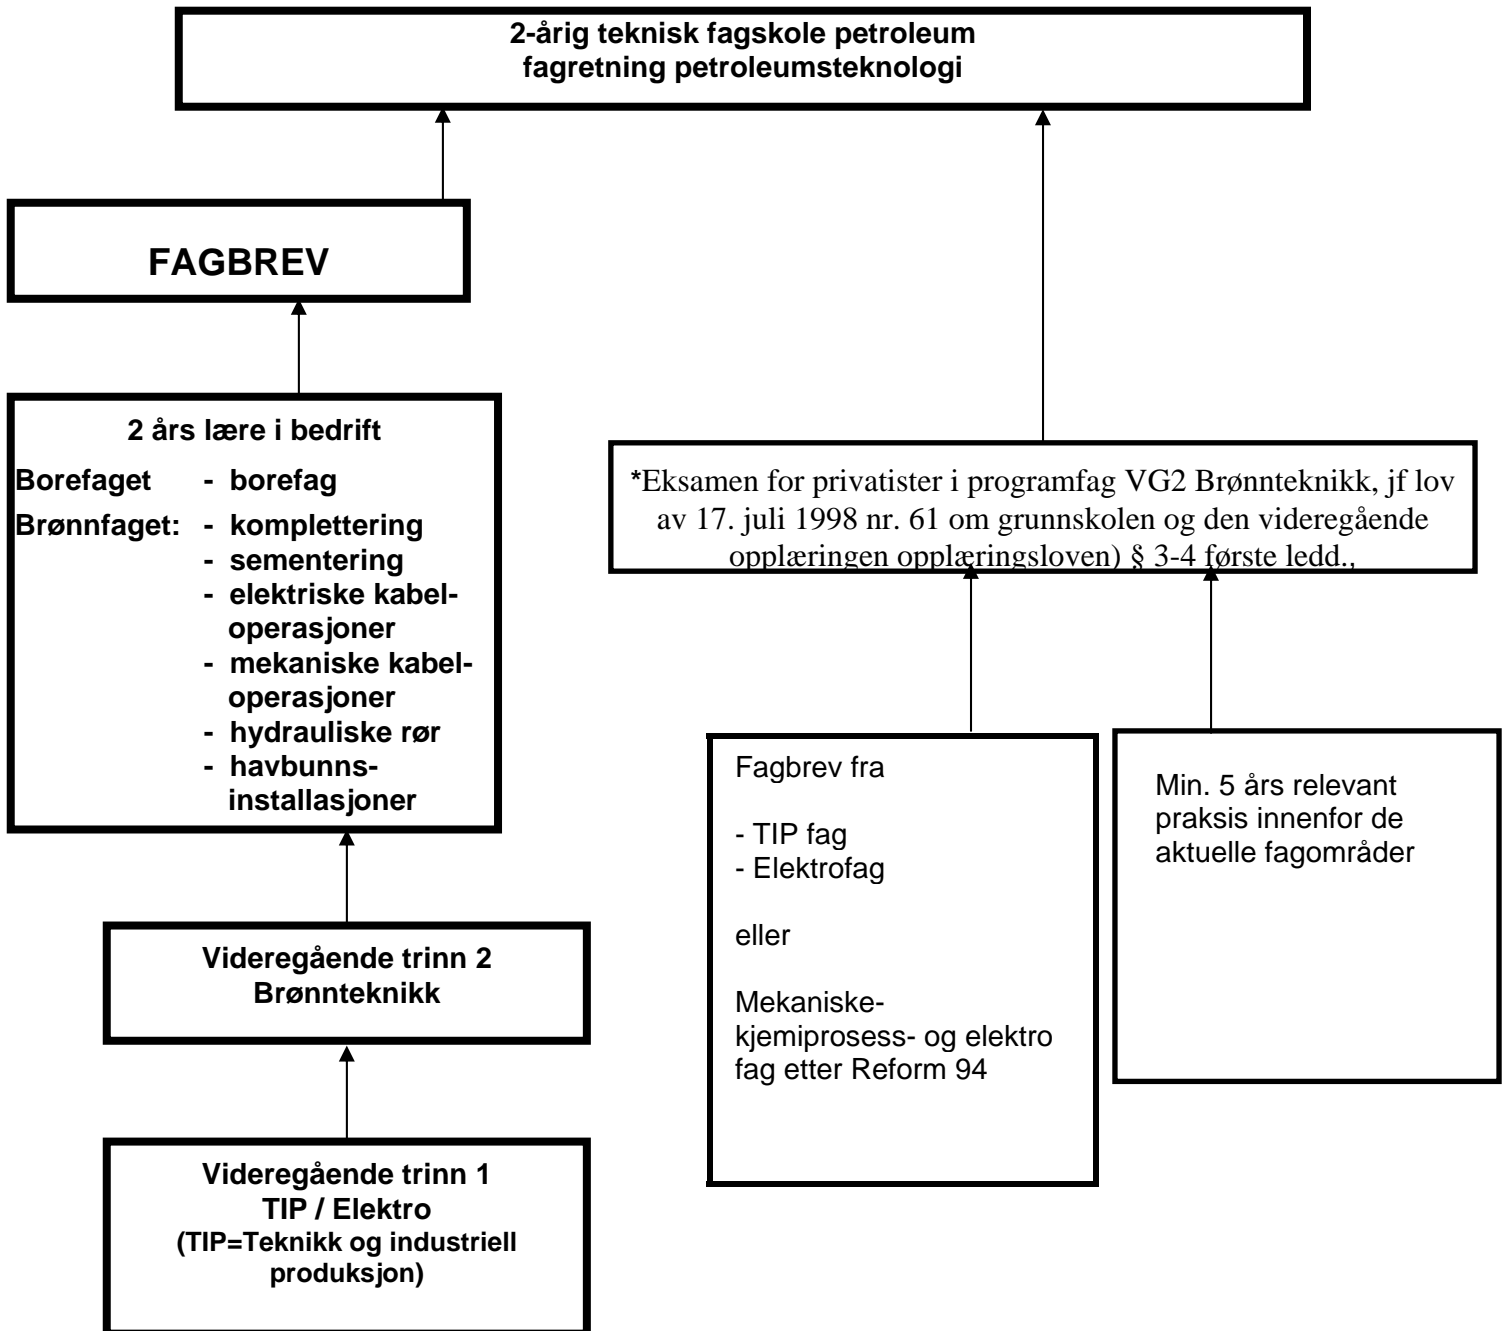 2-årig teknisk fagskole petroleum
fagretning petroleumsteknologi
FAGBREV
2 års lære i bedrift
Borefaget - borefag
Brønnfaget: - komplettering
- sementering
- elektriske kabel-
operasjoner
- mekaniske kabel-
operasjoner
- hydrauliske rør
- havbunns-
installasjoner
Videregående trinn 2
Brønnteknikk
Videregående trinn 1
TIP / Elektro
(TIP=Teknikk og industriell
produksjon)
*Eksamen for privatister i programfag VG2 Brønnteknikk, jf lov
av 17. juli 1998 nr. 61 om grunnskolen og den videregående
opplæringen opplæringsloven) § 3-4 første ledd.,
Fagbrev fra
- TIP fag
- Elektrofag
eller
Mekaniske-
kjemiprosess- og elektro
fag etter Reform 94
Min. 5 års relevant
praksis innenfor de
aktuelle fagområder